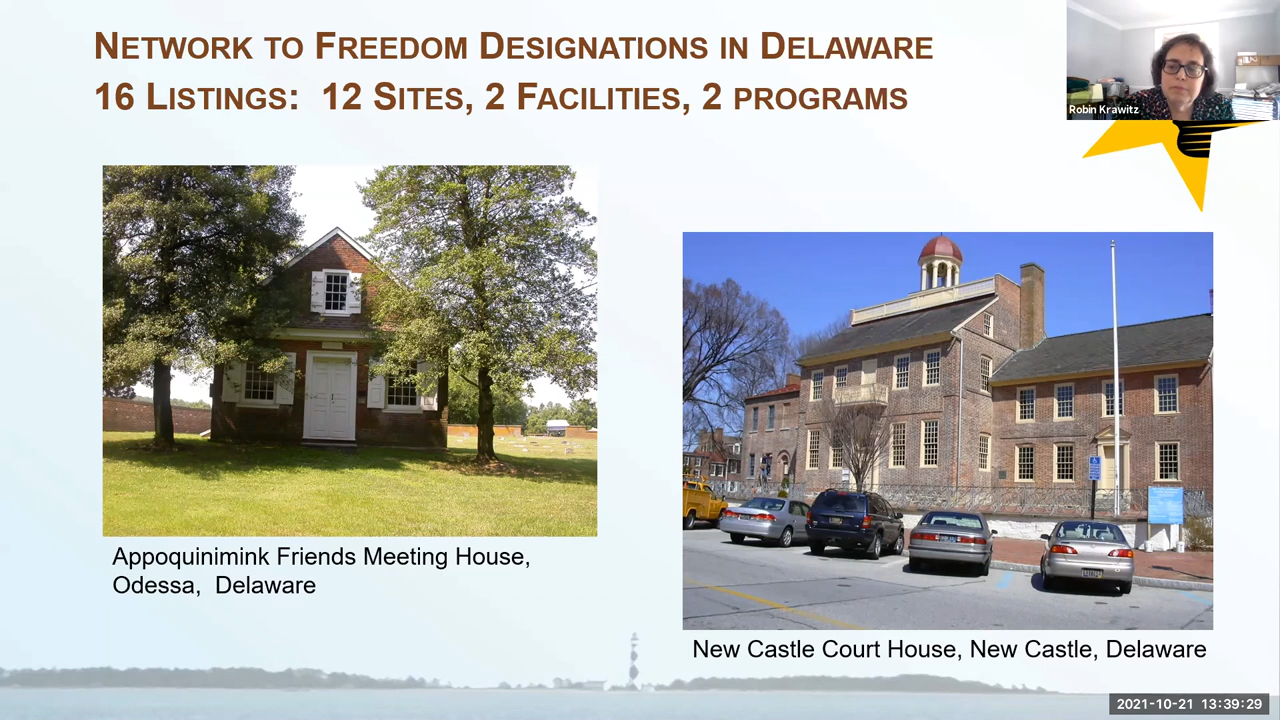 NETWORK TO FREEDOM DESIGNATIONS IN DELAWARE
16 LISTINGS: 12 SITES, 2 FACILITIES, 2 PROGRAMS
Robin Krawitz
Appoquinimink Friends Meeting House,
Odessa, Delaware
New Castle Court House, New Castle, Delaware
2021-10-21 13:39:29